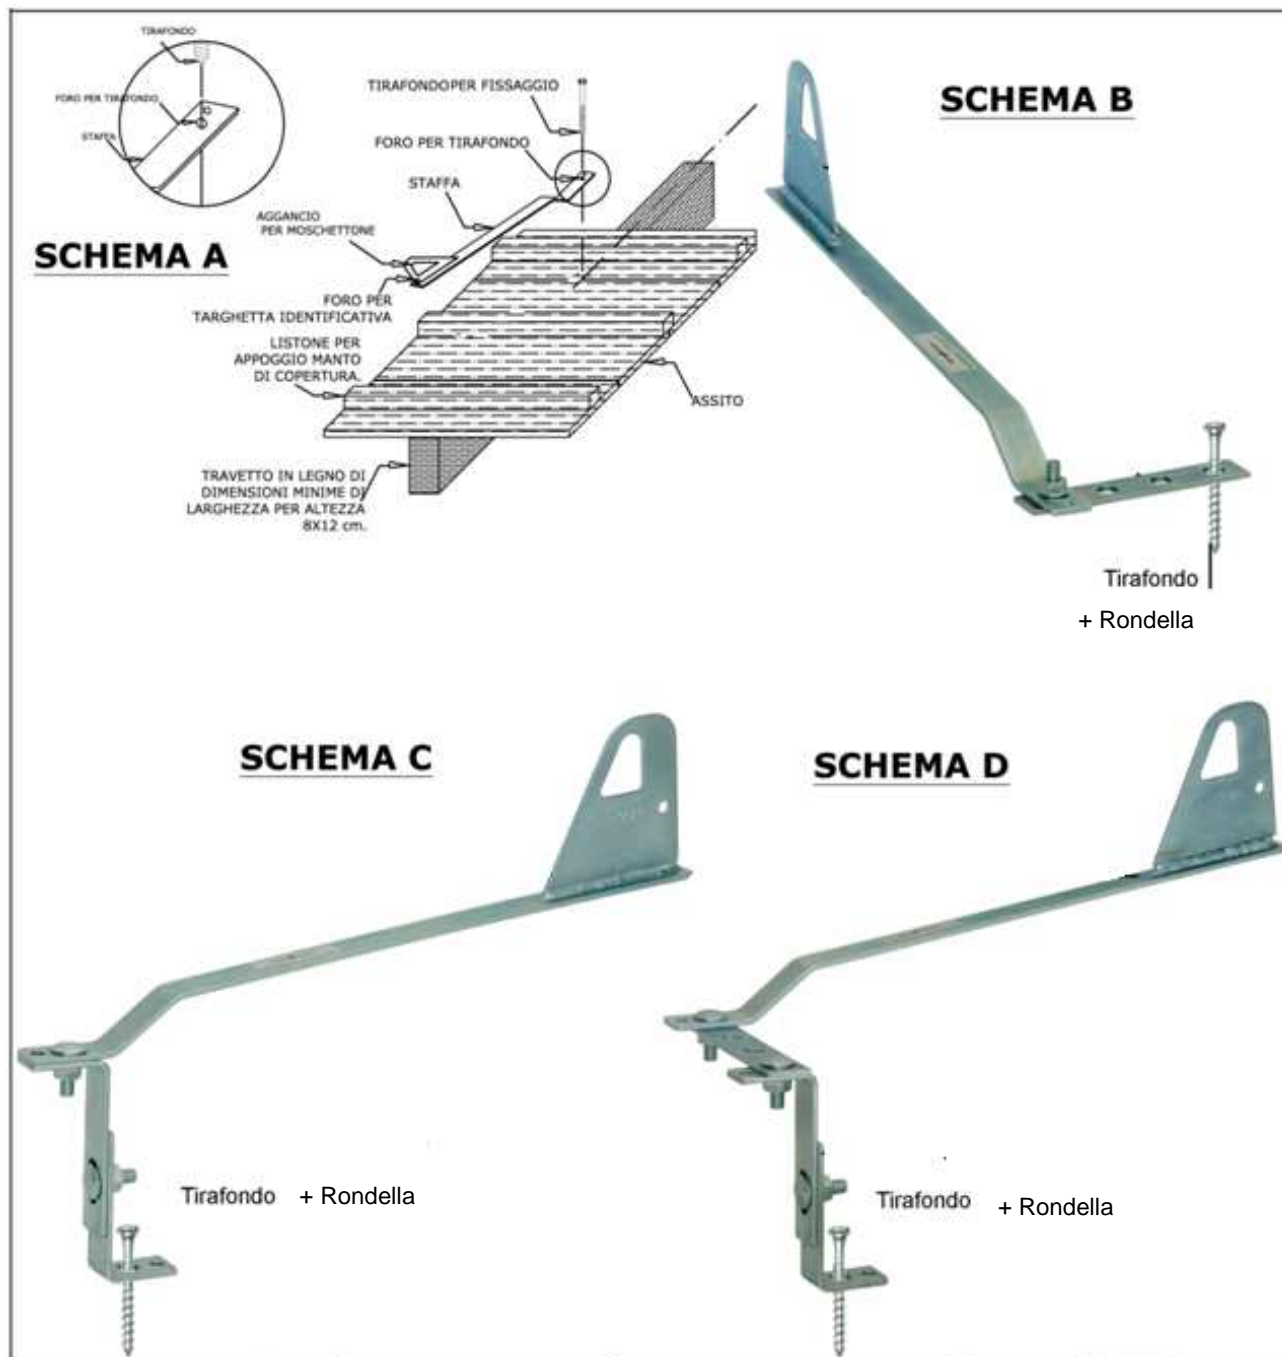 TIRAFONDO
FORO PER TIRAFONDO
STAFFA
SCHEMA A
TIRAFONDOPER FISSAGGIO
FORO PER TIRAFONDO
STAFFA
AGGANCIO
PER MOSCHETTONE
FORO PER
TARGHETTA IDENTIFICATIVA
LISTONE PER
APPOGGIO MANTO
DI COPERTURA.
ASSITO
TRAVETTO IN LEGNO DI
DIMENSIONI MINIME DI
LARGHEZZA PER ALTEZZA
8X12 cm.
SCHEMA B
Tirafondo
+ Rondella
SCHEMA C
Tirafondo + Rondella
SCHEMA D
Tirafondo + Rondella